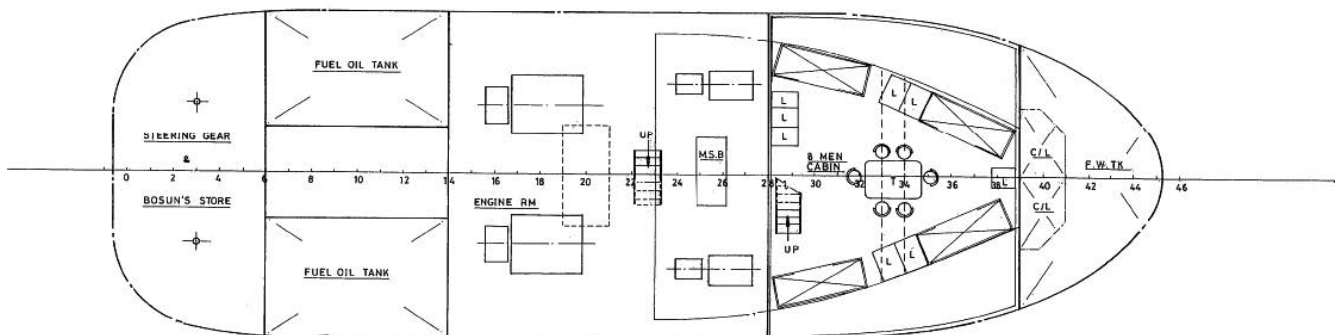 FUEL OIL TANK
STEERING GEAR
&
BOSUN'S STORE
FUEL OIL TANK
ENGINE RM
UP
M.S.B
L
L
L
8 MEN
CABIN
T
L
L
L
L
L
UP
C/L
C/L
F.W.TK
0 2 4 6 8 10 12 14 16 18 20 22 24 26 28 30 32 34 36 38 40 42 44 46